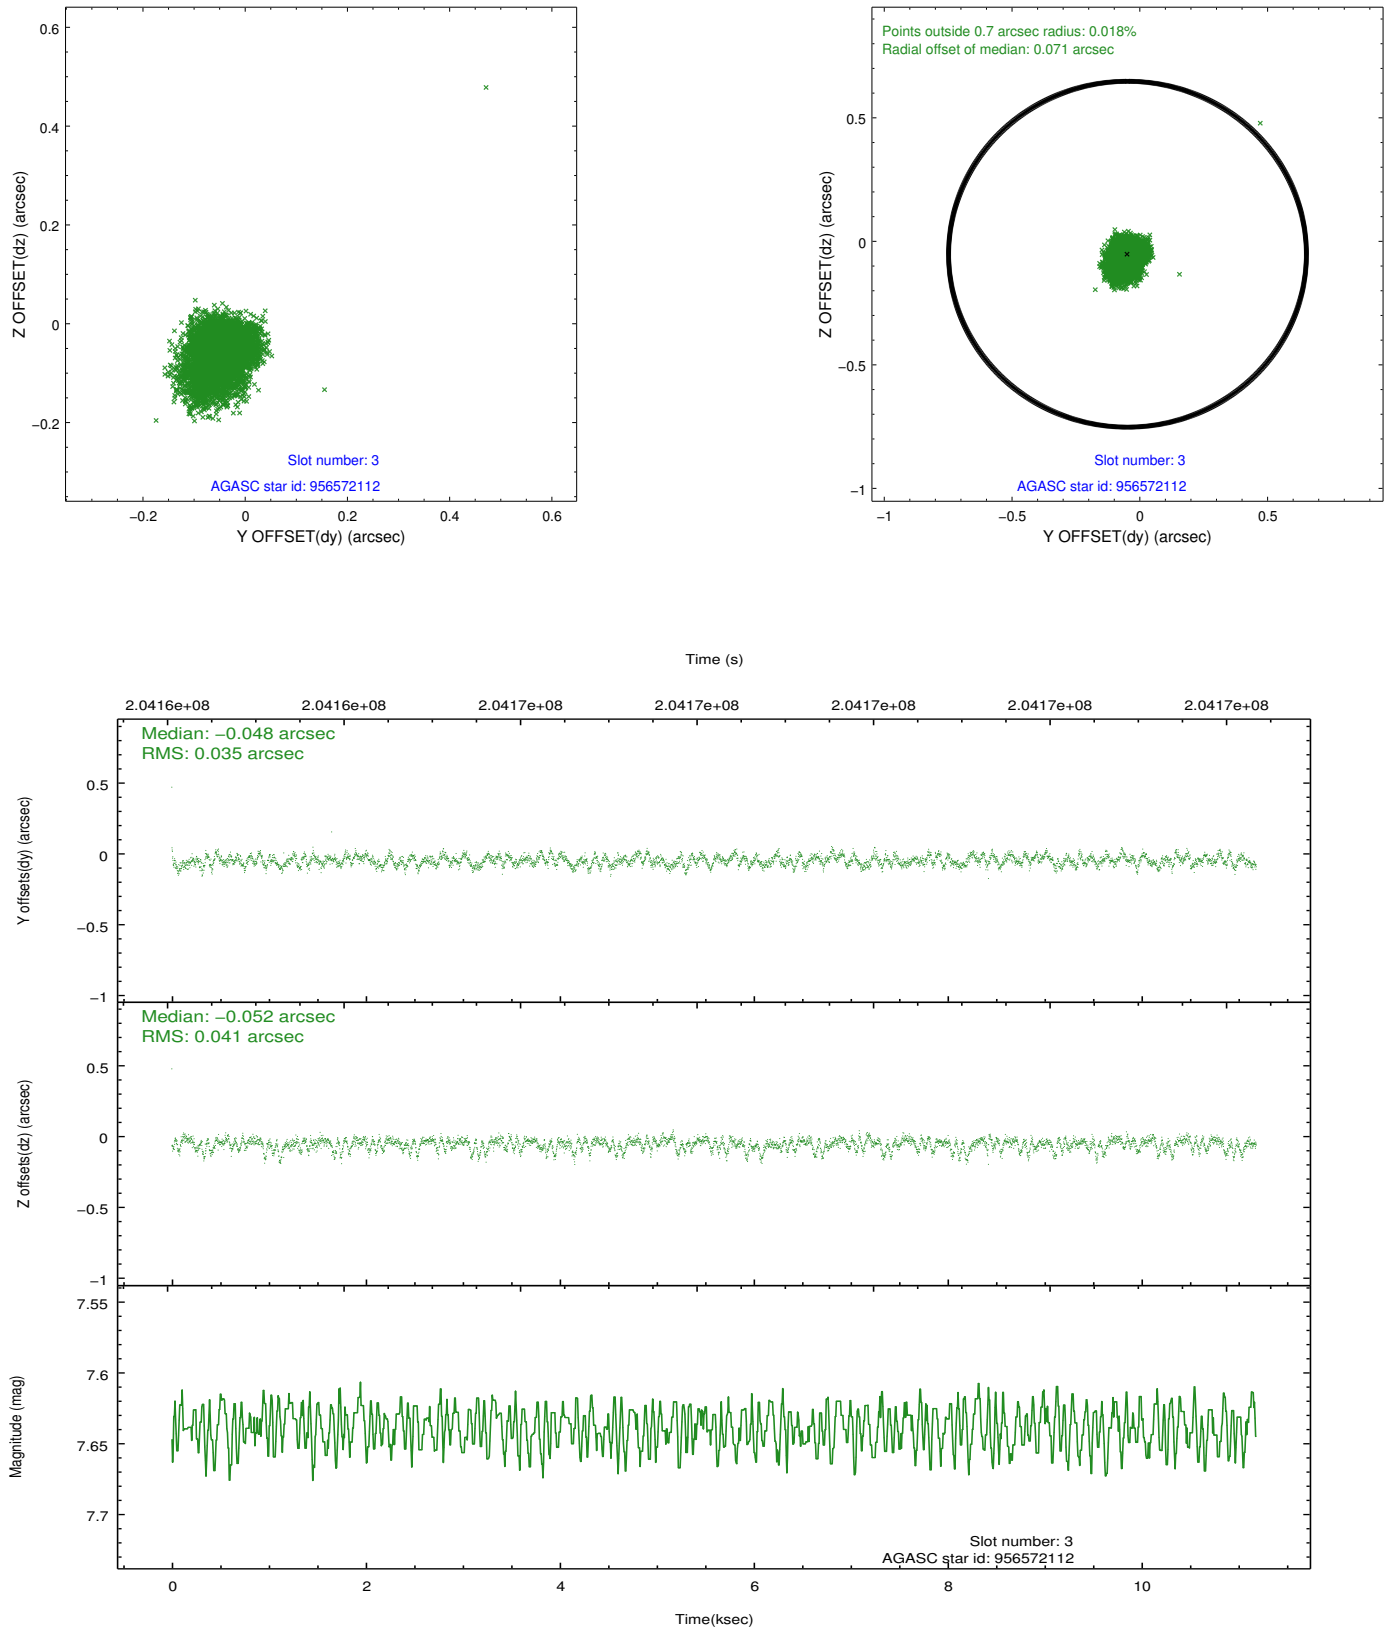 0.6
0.4
0.2
0
−0.2
Z OFFSET(dz) (arcsec)
Slot number: 3
AGASC star id: 956572112
−0.2 0 0.2 0.4 0.6
Y OFFSET(dy) (arcsec)
Points outside 0.7 arcsec radius: 0.018%
Radial offset of median: 0.071 arcsec
0.5
0
−0.5
−1
Z OFFSET(dz) (arcsec)
Slot number: 3
AGASC star id: 956572112
−1 −0.5 0 0.5
Y OFFSET(dy) (arcsec)
Time (s)
2.0416e+08 2.0416e+08 2.0417e+08 2.0417e+08 2.0417e+08 2.0417e+08 2.0417e+08
Median: −0.048 arcsec
RMS: 0.035 arcsec
0.5
0
−0.5
−1
Y offsets(dy) (arcsec)
Median: −0.052 arcsec
RMS: 0.041 arcsec
0.5
0
−0.5
−1
Z offsets(dz) (arcsec)
7.55
7.6
7.65
7.7
Magnitude (mag)
Slot number: 3
AGASC star id: 956572112
0 2 4 6 8 10
Time(ksec)